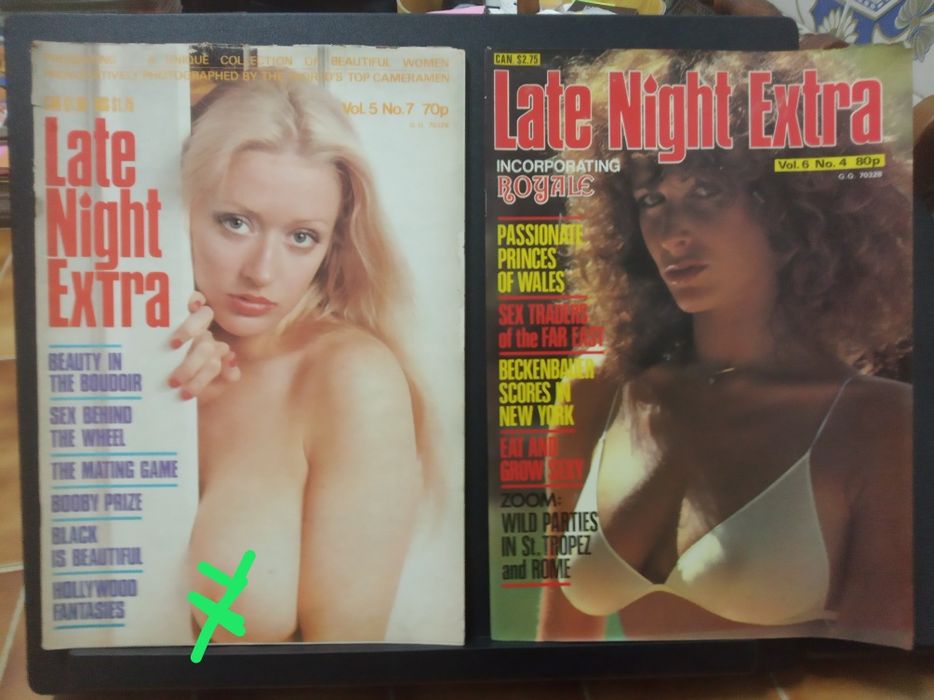 A UNIQUE COLLECTION OF BEAUTIFUL WOMEN
PROVOCATIVELY PHOTOGRAPHED BY THE WORLD'S TOP CAMERAMEN
Vol. 5 No.7 70p
Late
Night
Extra
BEAUTY IN
THE BOUDOIR
SEX BEHIND
THE WHEEL
THE MATING GAME
BOOBY PRIZE
BLACK
IS BEAUTIFUL
HOLLYWOOD
FANTASIES
CAN. $2.75
Late Night Extra
INCORPORATING
ROYALE
Vol. 6 No. 4 80p
G.G. 70328
PASSIONATE
PRINCES
OF WALES
SEX TRADERS
of the FAR EAST
BECKENBAUER
SCORES IN
NEW YORK
EAT AND
GROW SEXY
ZOOM:
WILD PARTIES
IN St. TROPEZ
and ROME